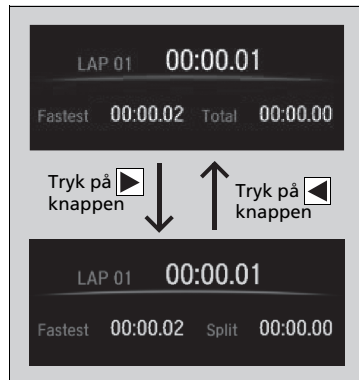 LAP 01 00:00.01
Fastest 00:00.02 Total 00:00.00
Tryk på ▶
knappen
Tryk på ◀
knappen
LAP 01 00:00.01
Fastest 00:00.02 Split 00:00.00